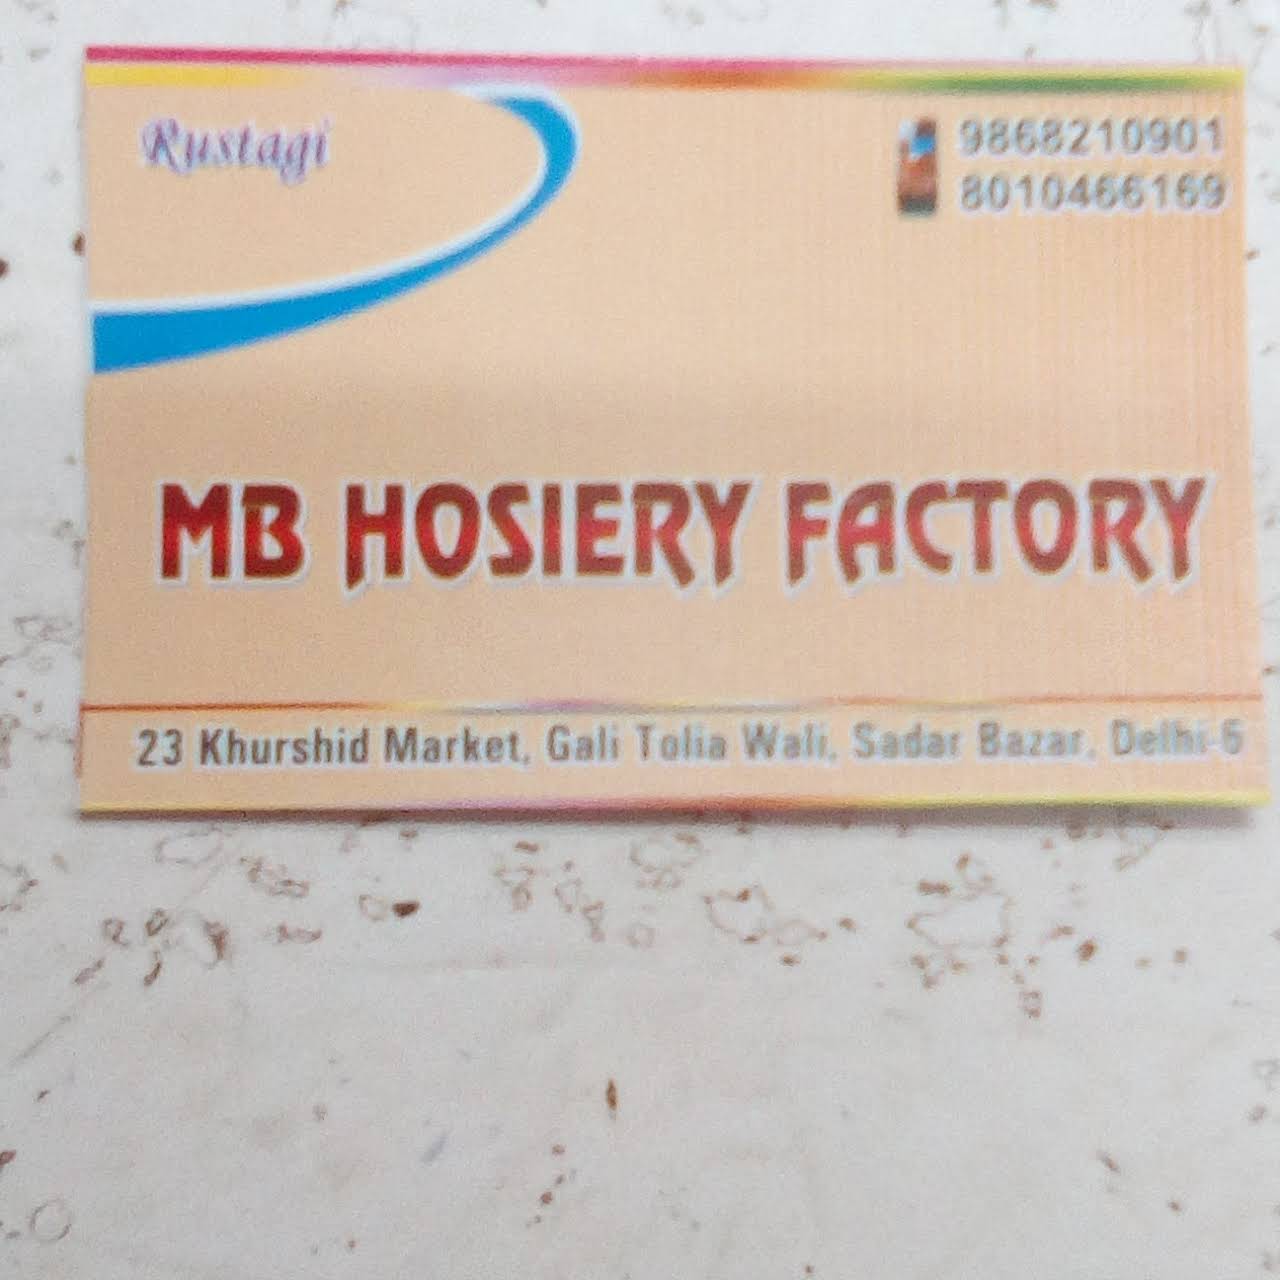 Rustagi
9868210901
8010466169
MB HOSIERY FACTORY
23 Khurshid Market, Gali Tolia Wali, Sadar Bazar, Delhi-6